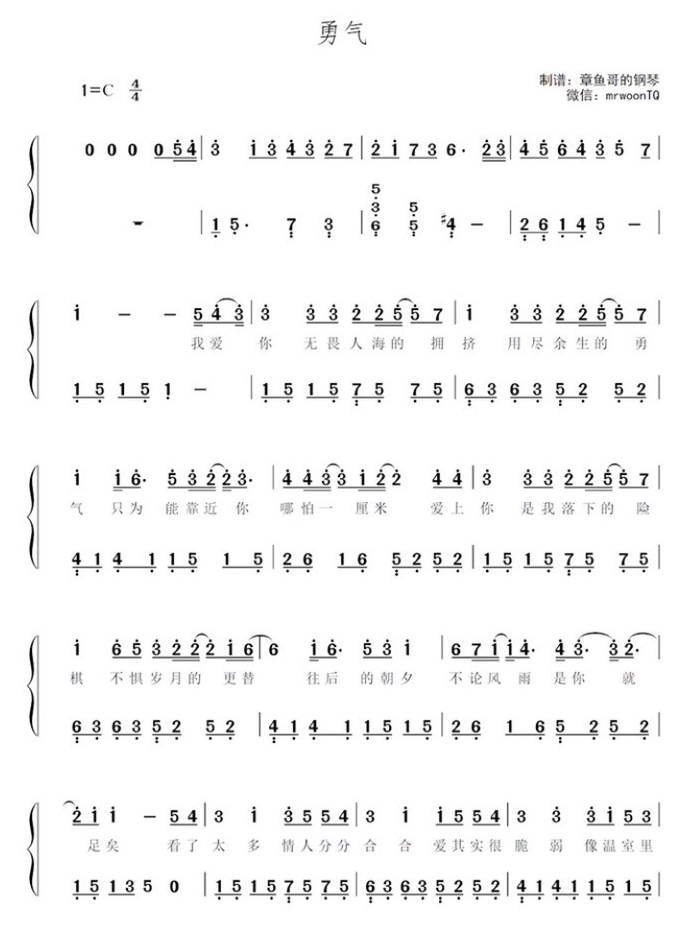 勇气
1=C 4/4
制谱：章鱼哥的钢琴
微信：mrwoonTQ
0 0 0 0 5 4 3 1 3 4 3 2 7 2 1 7 3 6· 2 3 4 5 6 4 3 5 7
1 5· 7 3 6 3 5 5 5 #4 — 2 6 1 4 5 —
1 — — 5 4 3 3 3 3 2 2 5 5 7 1 3 3 2 2 5 5 7
我爱 你 无畏人海的 拥 挤 用尽余生的 勇
1 5 1 5 1 — 1 5 1 5 7 5 7 5 6 3 6 3 5 2 5 2
1 1 6· 5 3 2 2 3· 4 4 3 3 1 2 2 4 4 3 3 3 2 2 5 5 7
气 只为 能靠近 你 哪怕一 厘米 爱上 你 是我落下的 险
4 1 4 1 1 5 1 5 2 6 1 6 5 2 5 2 1 5 1 5 7 5 7 5
1 6 5 3 2 2 2 1 6 6 1 6· 5 3 1 6 7 1 1 4· 4 3· 3 2·
棋 不惧岁月的 更替 往后 的朝夕 不论风 雨 是你 就
6 3 6 3 5 2 5 2 4 1 4 1 1 5 1 5 2 6 1 6 5 2 5 2
2 1 1 — 5 4 3 1 3 5 5 4 3 1 1 5 5 4 3 3 3 1 5 3
足矣 看了 太 多 情人分分 合 合 爱其实很 脆 弱 像温室里
1 5 1 3 5 0 1 5 1 5 7 5 7 5 6 3 6 3 5 2 5 2 4 1 4 1 1 5 1 5